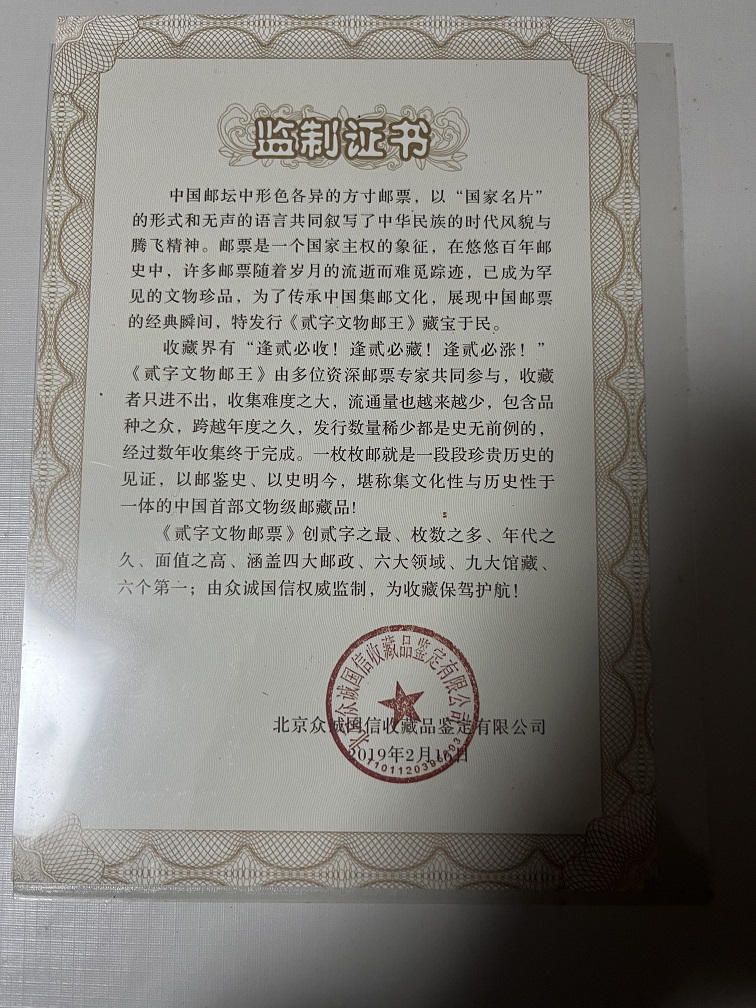 监制证书
中国邮坛中形色各异的方寸邮票，以“国家名片”
的形式和无声的语言共同叙写了中华民族的时代风貌与
腾飞精神。邮票是一个国家主权的象征，在悠悠百年邮
史中，许多邮票随着岁月的流逝而难觅踪迹，已成为罕
见的文物珍品，为了传承中国集邮文化，展现中国邮票
的经典瞬间，特发行《贰字文物邮王》藏宝于民。
收藏界有“逢贰必收！逢贰必藏！逢贰必涨！”
《贰字文物邮王》由多位资深邮票专家共同参与，收藏
者只进不出，收集难度之大，流通量也越来越少，包含品
种之众，跨越年度之久，发行数量稀少都是史无前例的，
经过数年收集终于完成。一枚枚邮就是一段段珍贵历史的
见证，以邮鉴史、以史明今，堪称集文化性与历史性于
一体的中国首部文物级邮藏品！
《贰字文物邮票》创贰字之最、枚数之多、年代之
久、面值之高、涵盖四大邮政、六大领域、九大馆藏、
六个第一；由众诚国信权威监制，为收藏保驾护航！
北京众诚国信收藏品鉴定有限公司
北京众诚国信收藏品鉴定有限公司
2019年2月16日